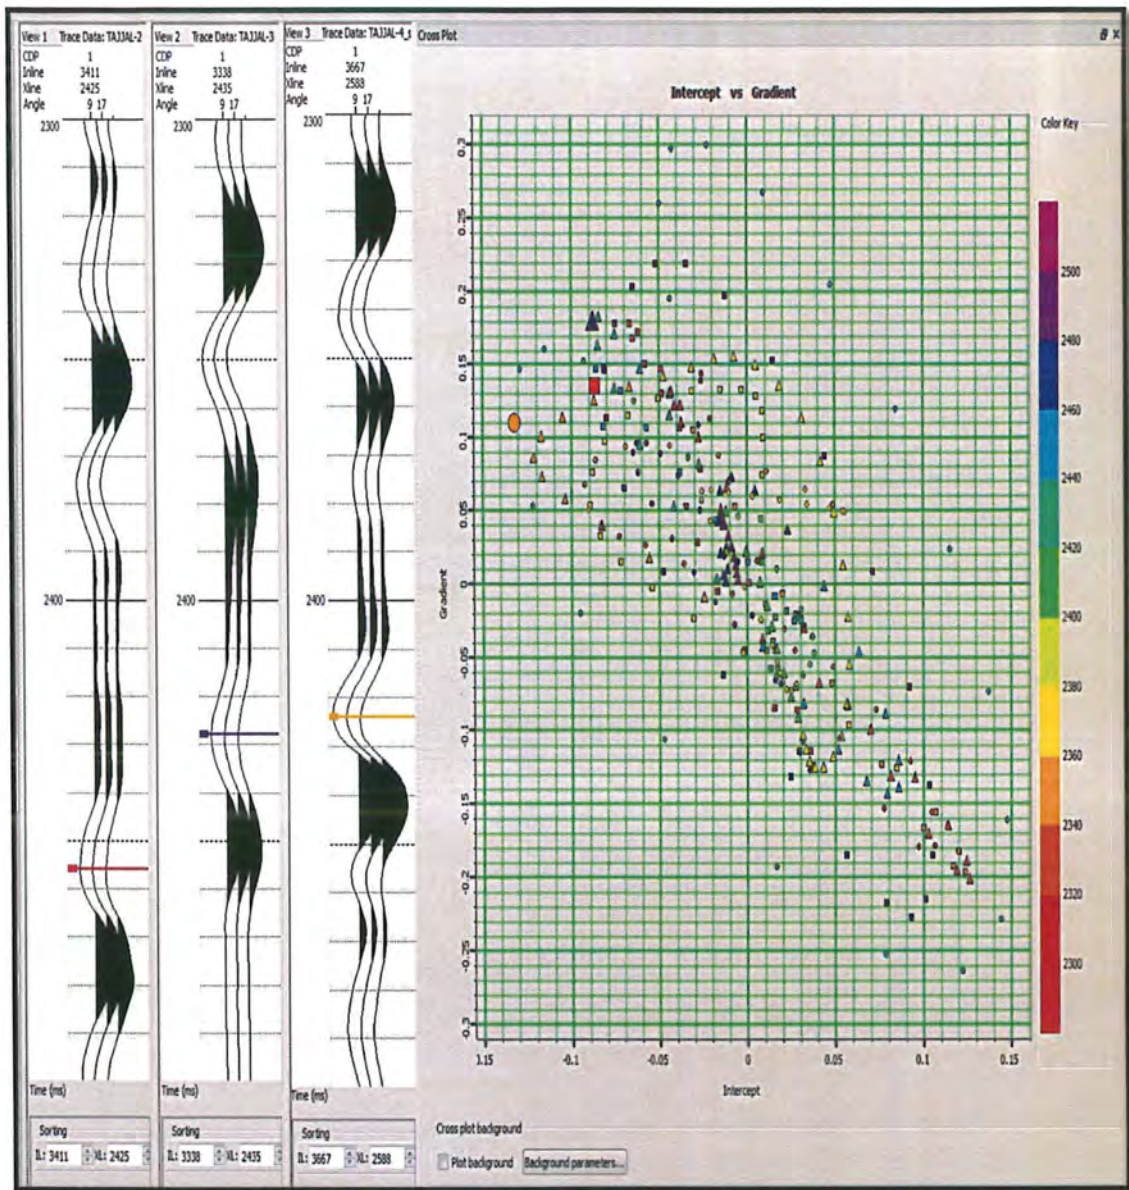 View 1 Trace Data: TAJJAL-2
CDP 1
Inline 3411
Xline 2425
Angle 9 17
2300
2400
Time (ms)
Sorting
IL: 3411 XL: 2425
View 2 Trace Data: TAJJAL-3
CDP 1
Inline 3338
Xline 2435
Angle 9 17
2300
2400
Time (ms)
Sorting
IL: 3338 XL: 2435
View 3 Trace Data: TAJJAL-4_s
CDP 1
Inline 3667
Xline 2588
Angle 9 17
2300
2400
Time (ms)
Sorting
IL: 3667 XL: 2588
Cross Plot
Intercept vs Gradient
Gradient
0.3
0.25
0.2
0.15
0.1
0.05
0
-0.05
-0.1
-0.15
-0.2
-0.25
-0.3
1.15 -0.1 -0.05 0 0.05 0.1 0.15
Intercept
Color Key
2500
2480
2460
2440
2420
2400
2380
2360
2340
2320
2300
Cross plot background
Plot background Background parameters...